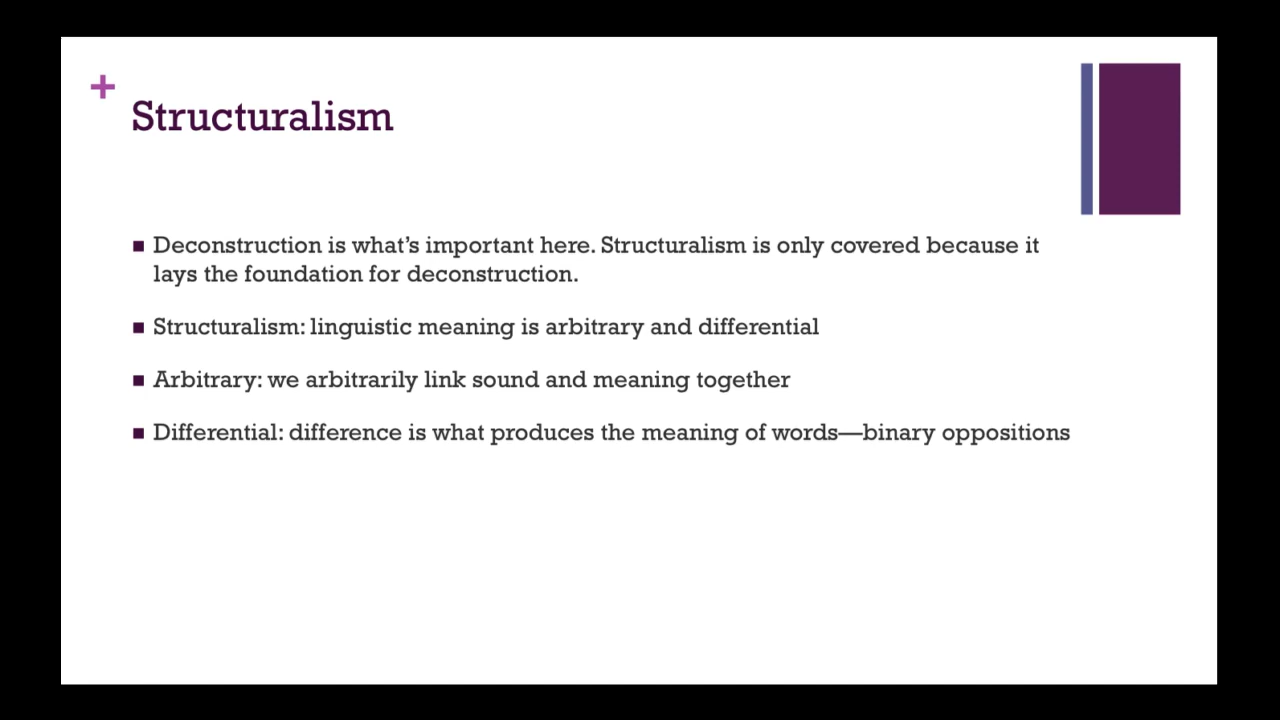 +
Structuralism
■ Deconstruction is what’s important here. Structuralism is only covered because it
lays the foundation for deconstruction.
■ Structuralism: linguistic meaning is arbitrary and differential
■ Arbitrary: we arbitrarily link sound and meaning together
■ Differential: difference is what produces the meaning of words—binary oppositions